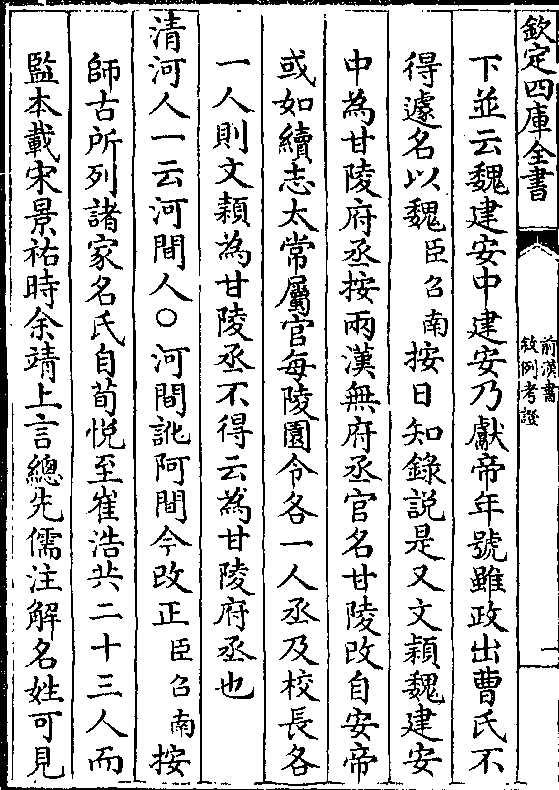 欽定四庫全書
前漢書
敘例考證
一
下並云魏建安中建安乃獻帝年號雖政出曹氏不
得遽名以魏臣召南按日知錄說是又文穎魏建安
中為甘陵府丞按兩漢無府丞官名甘陵改自安帝
或如續志太常屬官每陵園令各一人丞及校長各
一人則文穎為甘陵丞不得云為甘陵府丞也
清河人一云河間人○河間訛阿間今改正臣召南按
師古所列諸家名氏自荀悅至崔浩共二十三人而
監本載宋景祐時余靖上言總先儒注解名姓可見